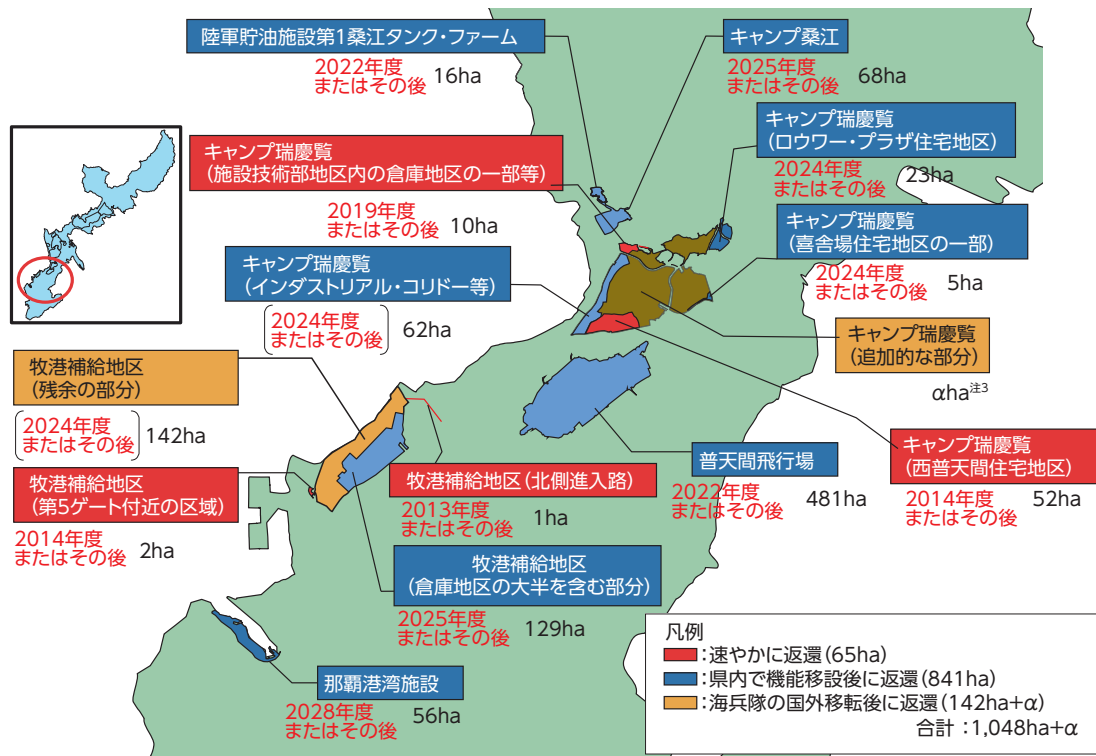 陸軍貯油施設第1桑江タンク・ファーム
2022年度
またはその後
16ha
キャンプ桑江
2025年度
またはその後
68ha
キャンプ瑞慶覧
(ロウワー・プラザ住宅地区)
2024年度
またはその後
23ha
キャンプ瑞慶覧
(施設技術部地区内の倉庫地区の一部等)
2019年度
またはその後
10ha
キャンプ瑞慶覧
(喜舎場住宅地区の一部)
2024年度
またはその後
5ha
キャンプ瑞慶覧
(インダストリアル・コリドー等)
2024年度
またはその後
62ha
キャンプ瑞慶覧
(追加的な部分)
αha注3
牧港補給地区
(残余の部分)
2024年度
またはその後
142ha
キャンプ瑞慶覧
(西普天間住宅地区)
2014年度
またはその後
52ha
普天間飛行場
2022年度
またはその後
481ha
牧港補給地区
(第5ゲート付近の区域)
2014年度
またはその後
2ha
牧港補給地区(北側進入路)
2013年度
またはその後
1ha
牧港補給地区
(倉庫地区の大半を含む部分)
2025年度
またはその後
129ha
那覇港湾施設
2028年度
またはその後
56ha
凡例
:速やかに返還(65ha)
:県内で機能移設後に返還(841ha)
:海兵隊の国外移転後に返還(142ha+α)
合計:1,048ha+α